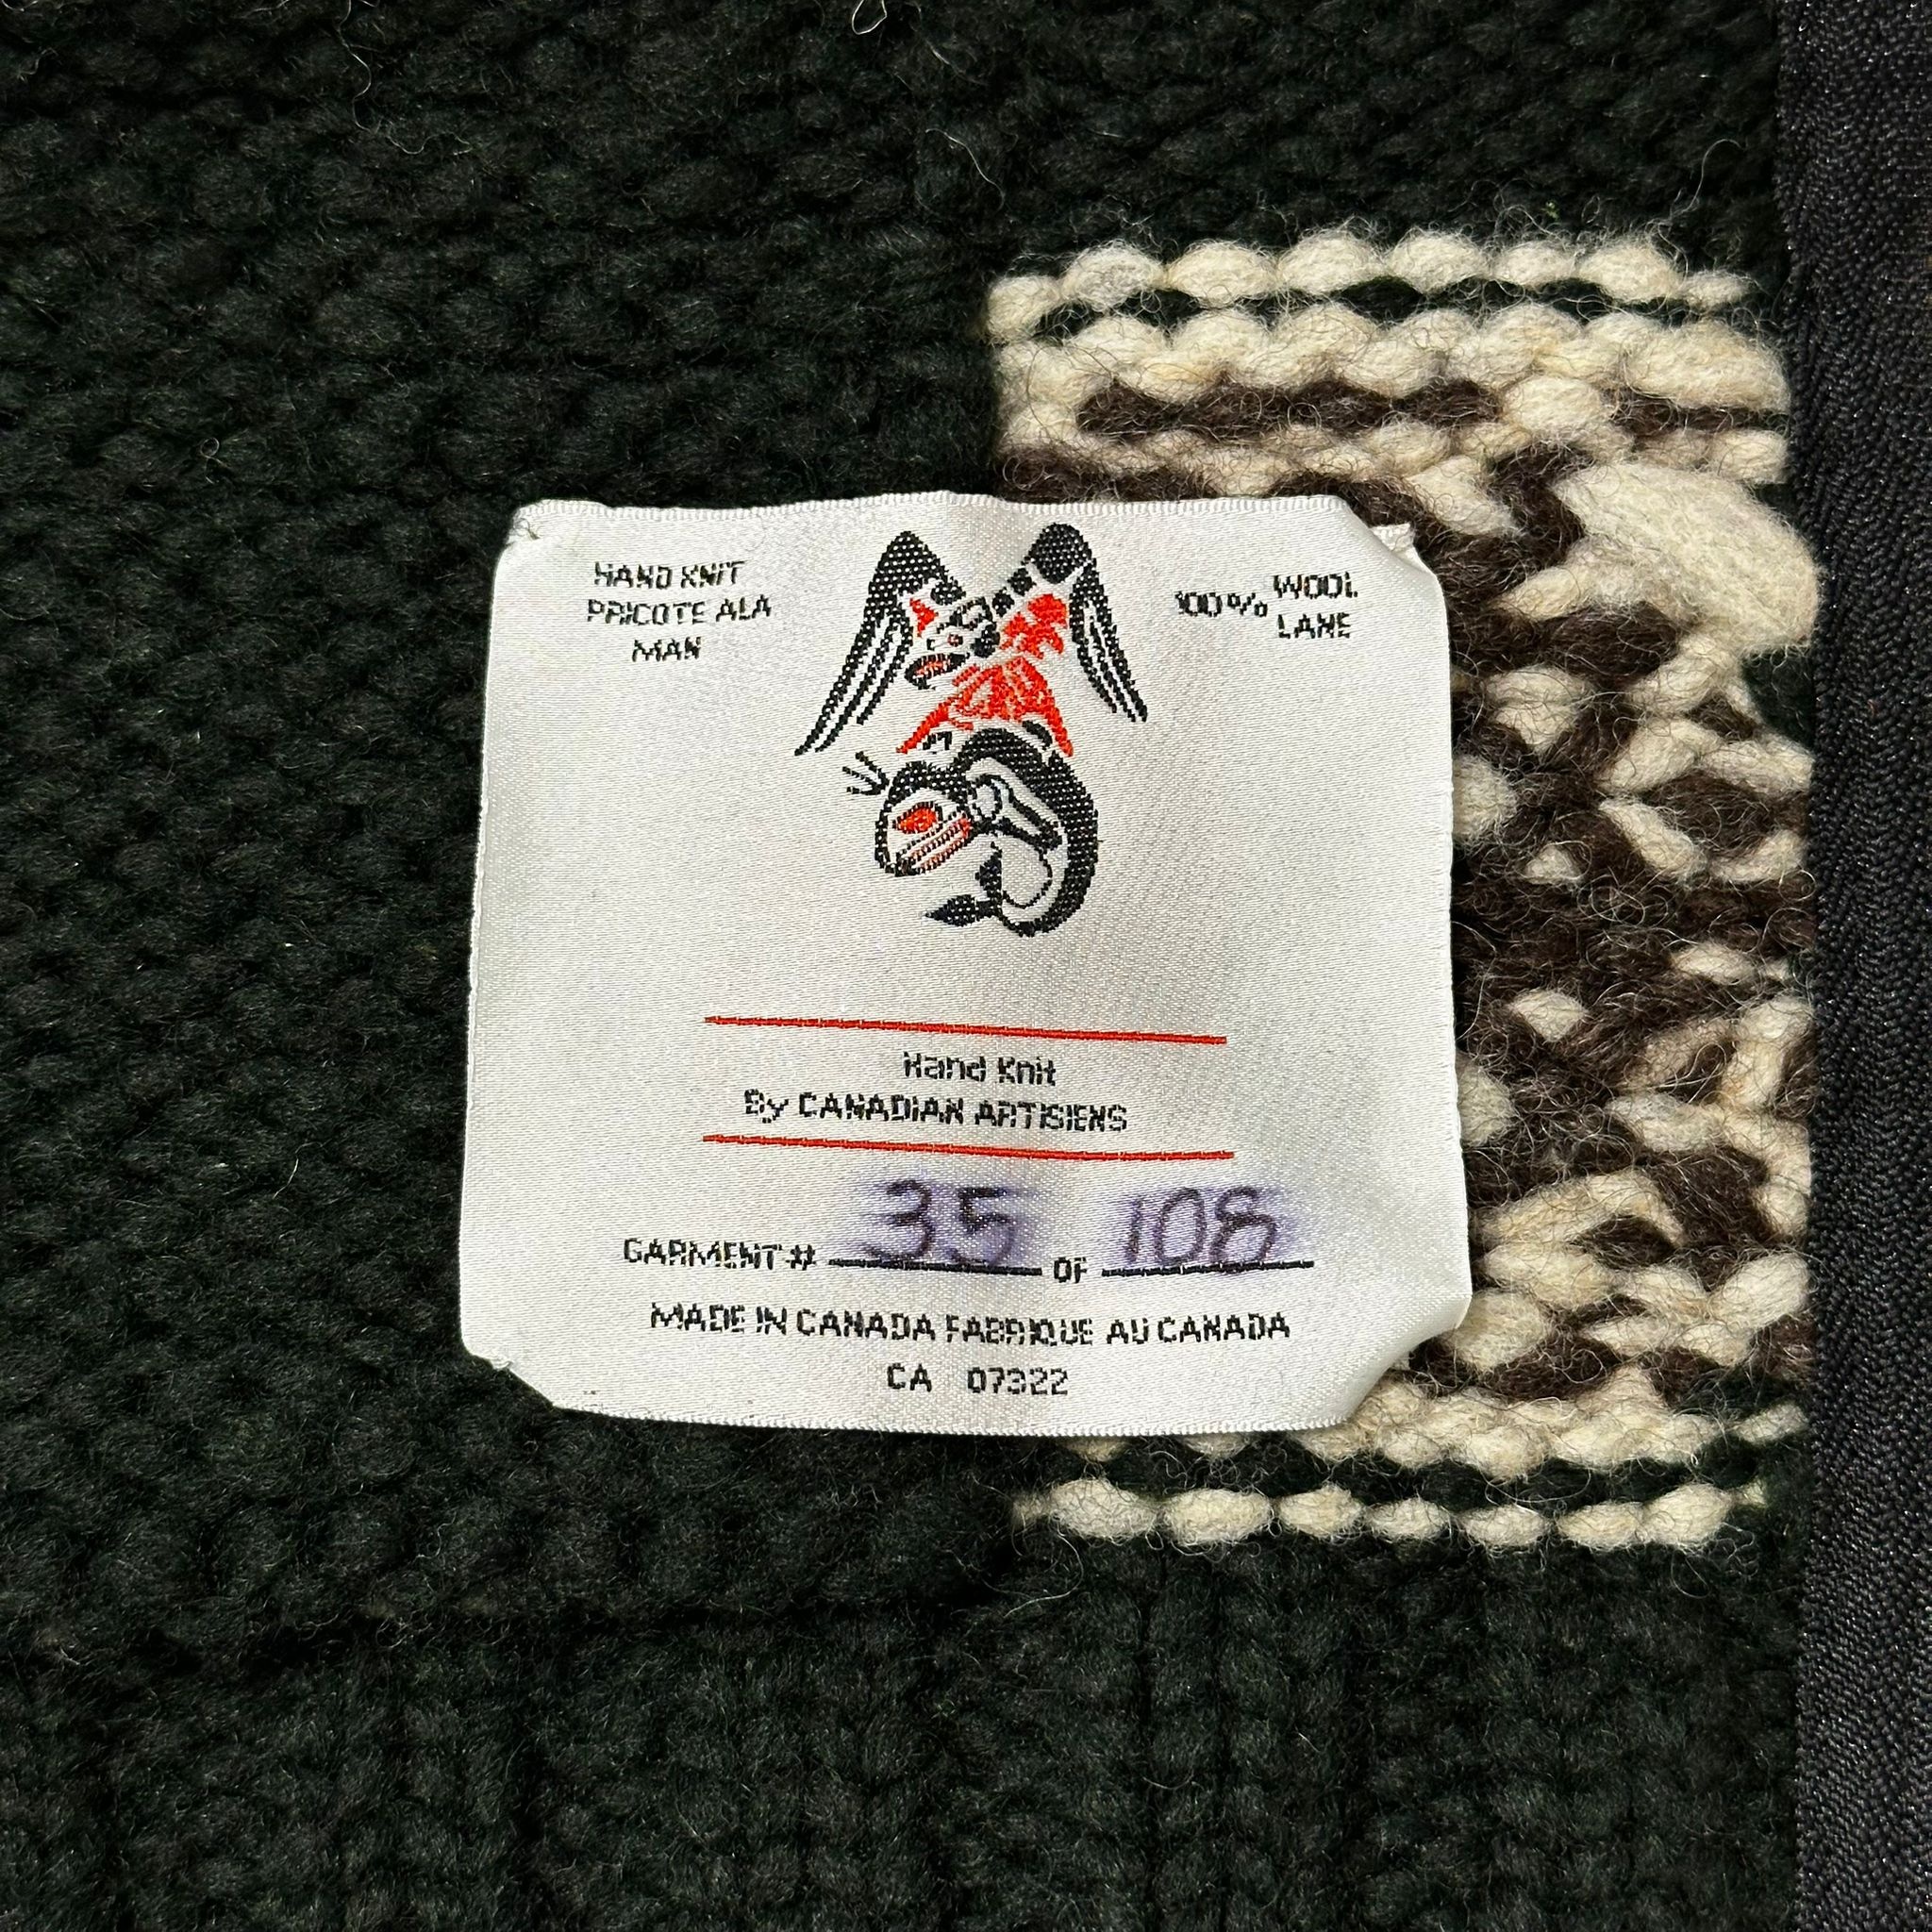 HAND KNIT
PRICOTE ALA
MAN
100% WOOL
LANE
Hand Knit
By CANADIAN ARTISIENS
GARMENT # 35 OF 108
MADE IN CANADA FABRIQUE AU CANADA
CA 07322